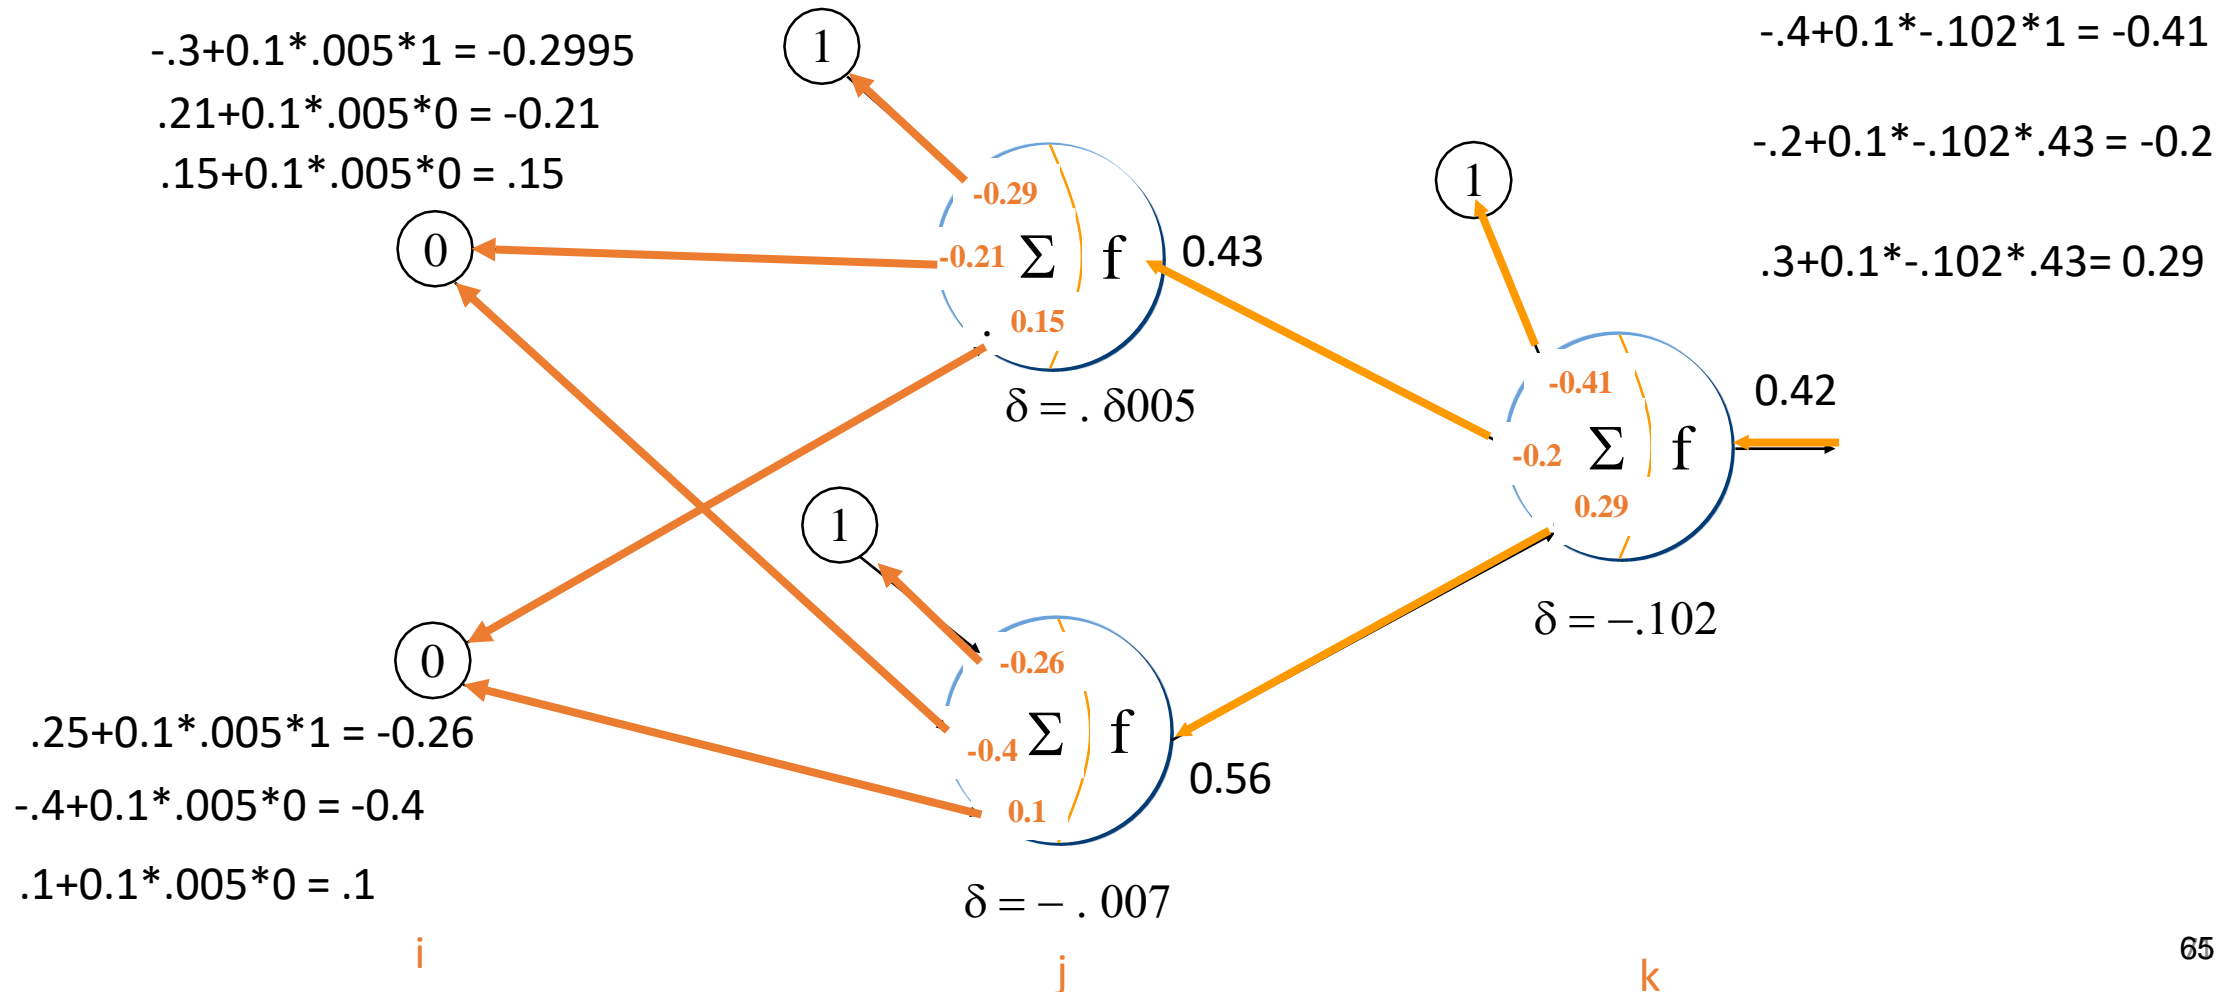 -.3+0.1*.005*1 = -0.2995
.21+0.1*.005*0 = -0.21
.15+0.1*.005*0 = .15
1
-.4+0.1*-.102*1 = -0.41
-.2+0.1*-.102*.43 = -0.2
.3+0.1*-.102*.43= 0.29
0
-0.29
-0.21 Σ f
. 0.15
0.43
δ = . δ005
1
-0.41
-0.2 Σ f
0.29
0.42
δ = −.102
0
1
-0.26
-0.4 Σ f
0.1
0.56
δ = − . 007
.25+0.1*.005*1 = -0.26
-.4+0.1*.005*0 = -0.4
.1+0.1*.005*0 = .1
i
j
k